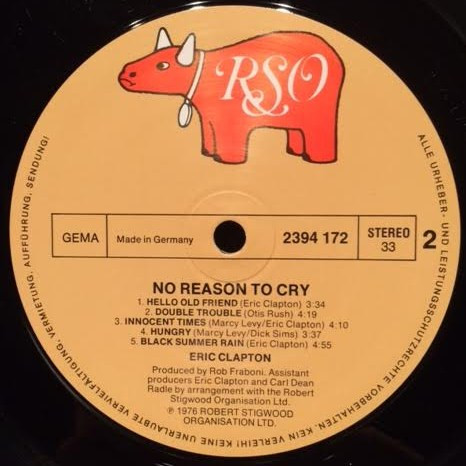 RSO
GEMA
Made in Germany
2394 172
STEREO
33
2
NO REASON TO CRY
1. HELLO OLD FRIEND (Eric Clapton) 3:34
2. DOUBLE TROUBLE (Otis Rush) 4:19
3. INNOCENT TIMES (Marcy Levy/Eric Clapton) 4:10
4. HUNGRY (Marcy Levy/Dick Sims) 3:37
5. BLACK SUMMER RAIN (Eric Clapton) 4:55
ERIC CLAPTON
Produced by Rob Fraboni. Assistant
producers Eric Clapton and Carl Dean
Radle by arrangement with the Robert
Stigwood Organisation Ltd.
℗ 1976 ROBERT STIGWOOD
ORGANISATION LTD.
ALLE URHEBER- UND LEISTUNGSSCHUTZRECHTE VORBEHALTEN. KEIN VERLEIH! KEINE UNERLAUBTE VERVIELFÄLTIGUNG, VERMIETUNG, AUFFÜHRUNG, SENDUNG!